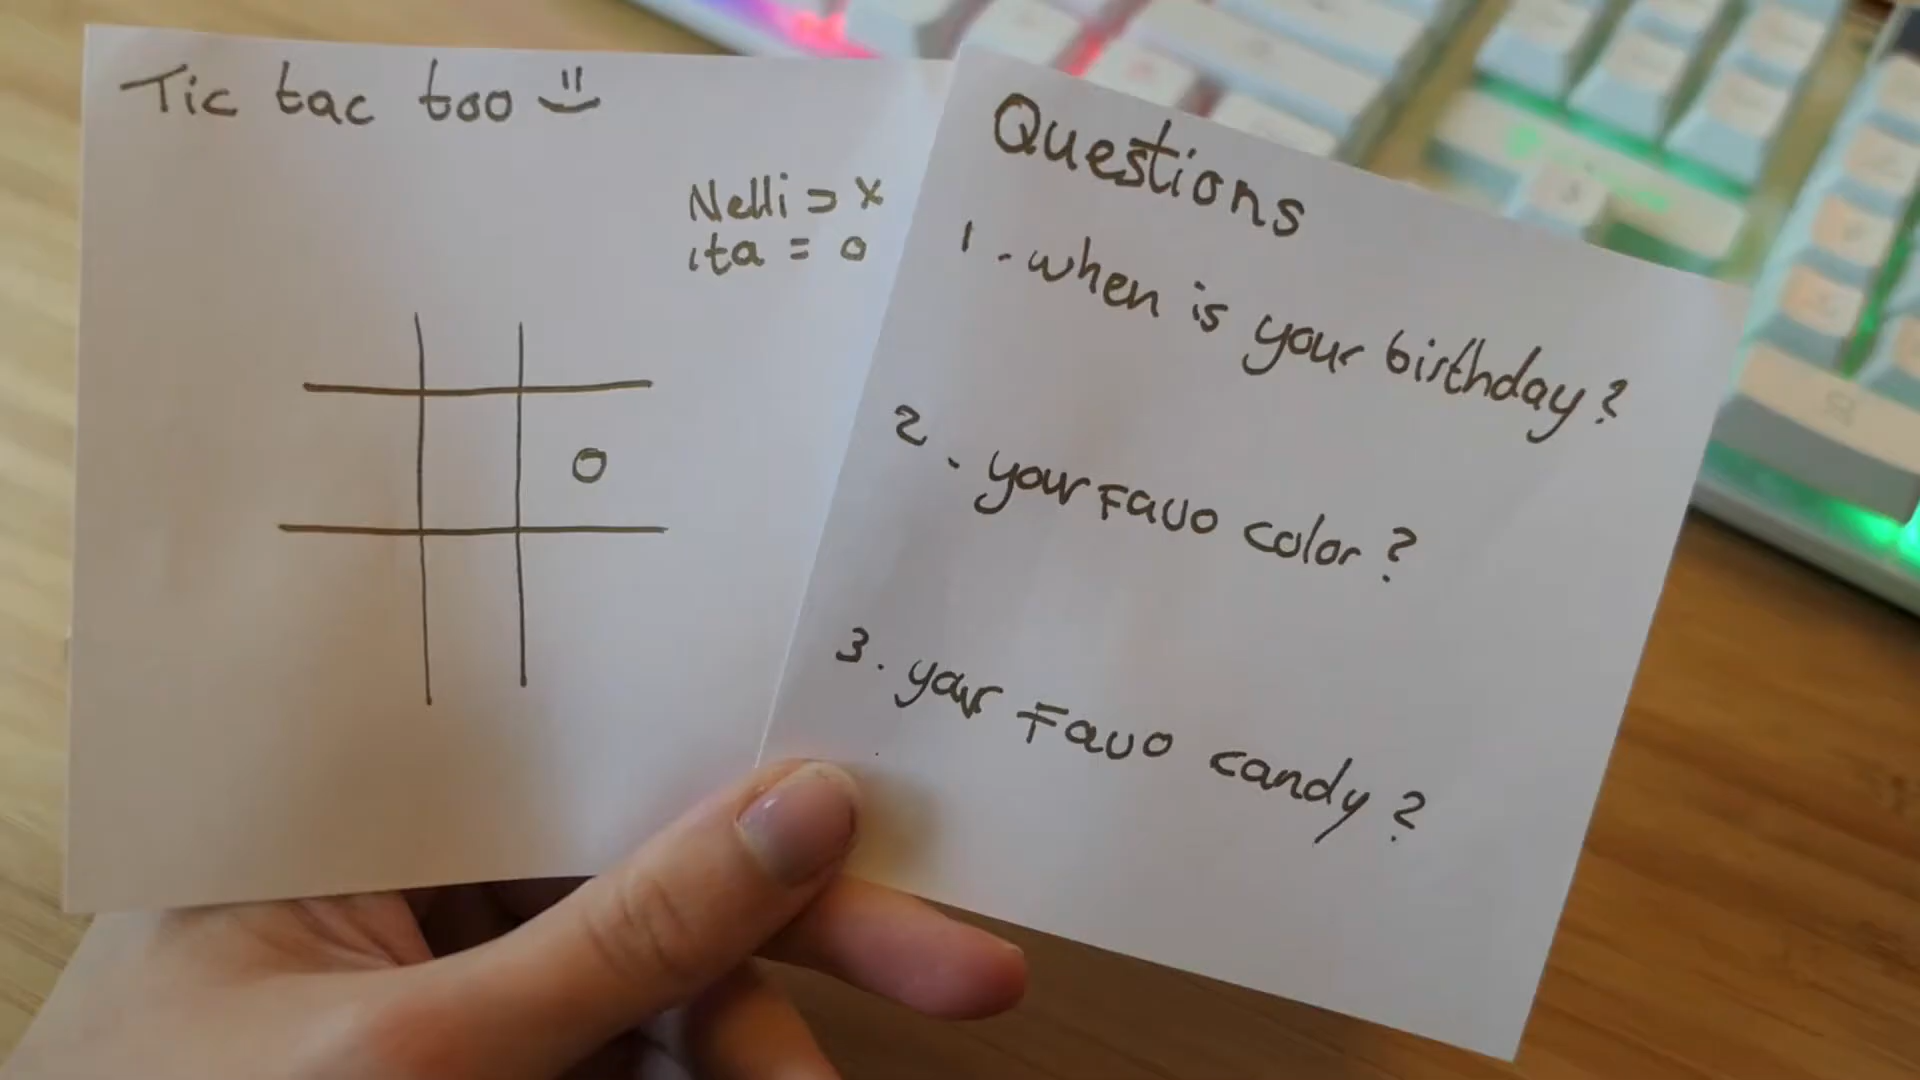 Tic tac too
Nelli = x
ita = o
o
Questions
1. when is your birthday?
2. your Favo color?
3. your Favo candy?